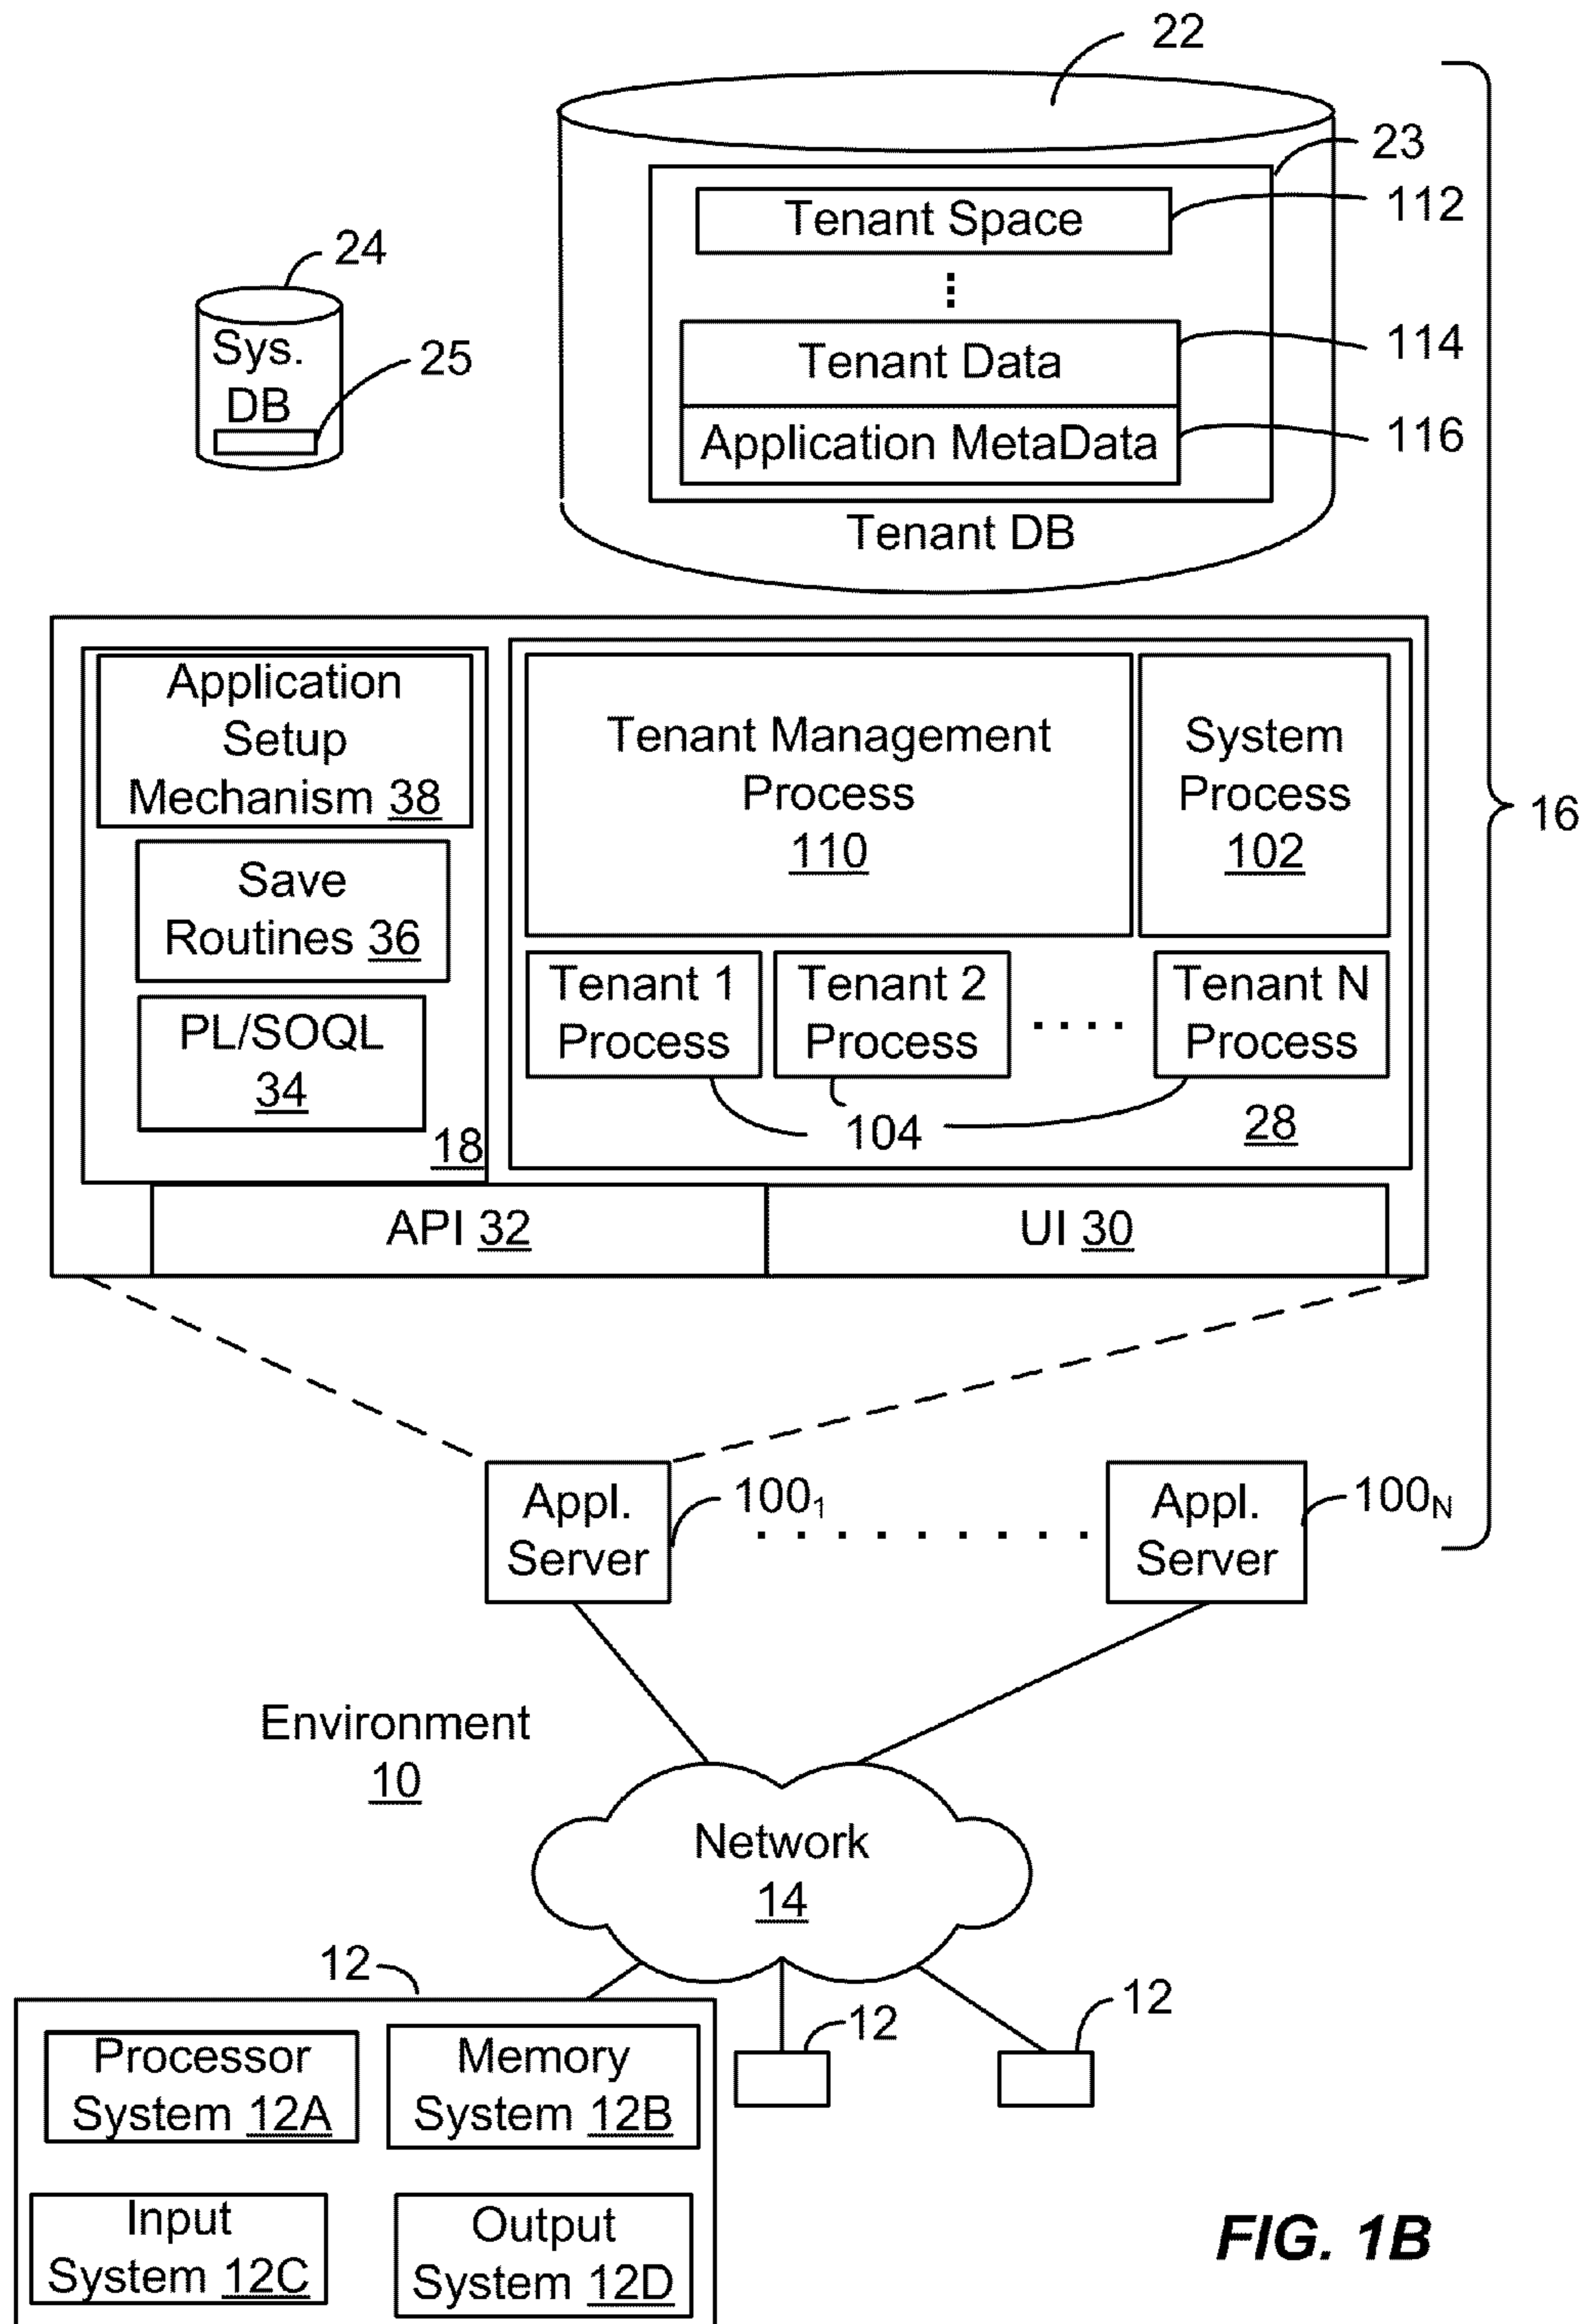 22
23
Tenant Space
112
24
Sys.
DB
25
Tenant Data
114
Application MetaData
116
Tenant DB
Application
Setup
Mechanism 38
Tenant Management
Process
110
System
Process
102
16
Save
Routines 36
Tenant 1
Process
Tenant 2
Process
Tenant N
Process
PL/SOQL
34
18
104
28
API 32
UI 30
Appl.
Server
100₁
Appl.
Server
100N
Environment
10
Network
14
12
12
12
Processor
System 12A
Memory
System 12B
Input
System 12C
Output
System 12D
FIG. 1B